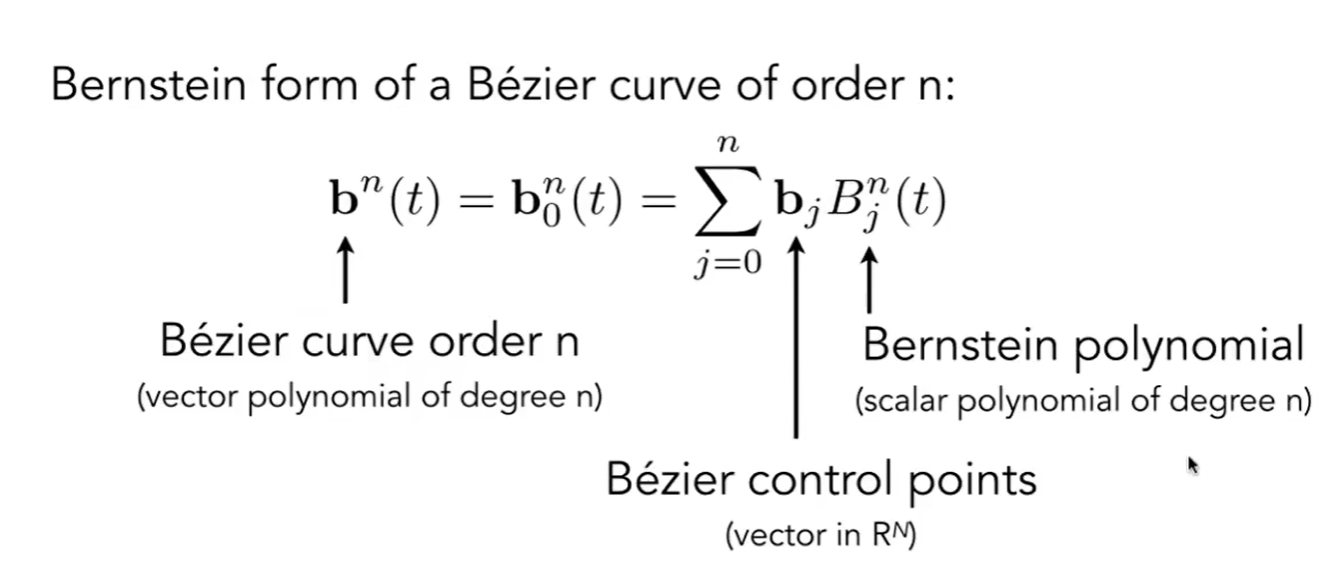 Bernstein form of a Bézier curve of order n:
$$\mathbf{b}^n(t) = \mathbf{b}_0^n(t) = \sum_{j=0}^{n} \mathbf{b}_j B_j^n(t)$$
Bézier curve order n
(vector polynomial of degree n)
Bernstein polynomial
(scalar polynomial of degree n)
Bézier control points
(vector in Rᴺ)